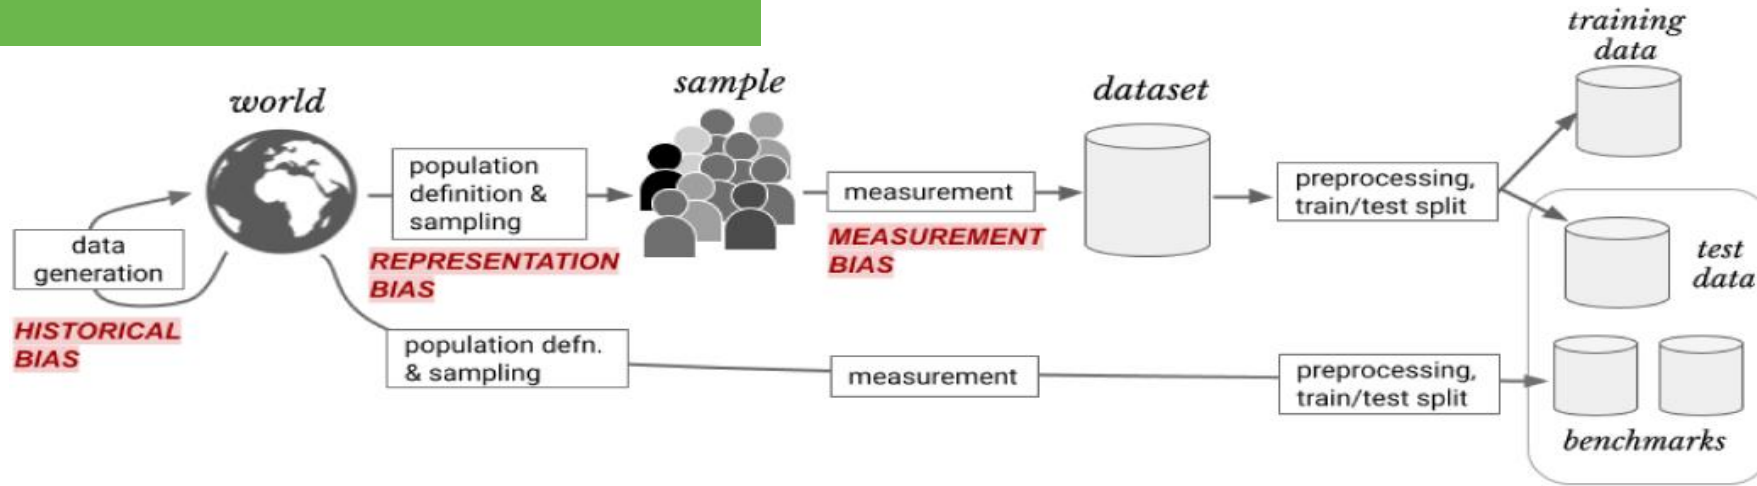 training
data
world
sample
dataset
population
definition &
sampling
measurement
preprocessing,
train/test split
data
generation
REPRESENTATION
BIAS
MEASUREMENT
BIAS
test
data
HISTORICAL
BIAS
population defn.
& sampling
measurement
preprocessing,
train/test split
benchmarks